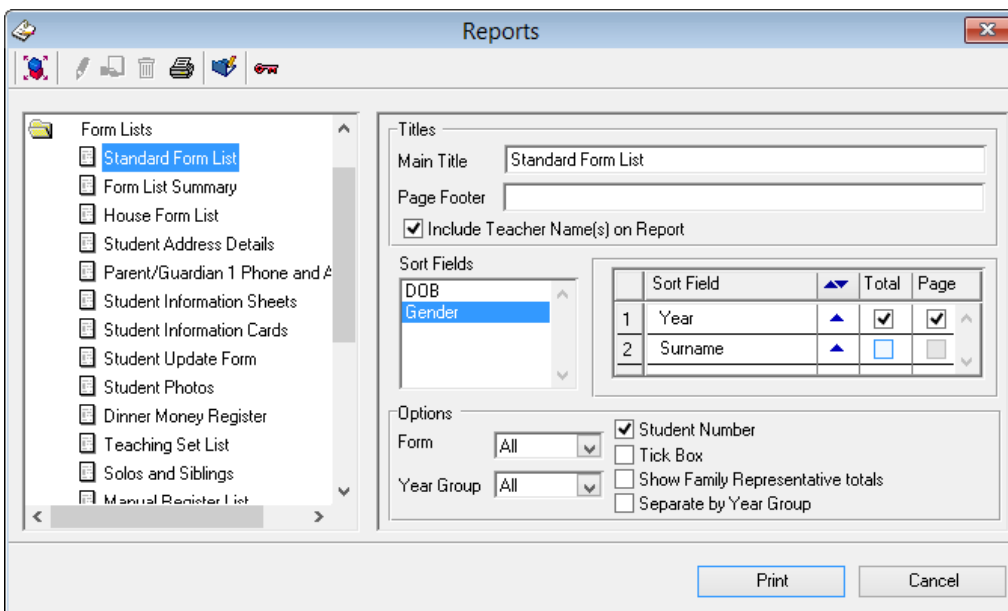 Reports
Form Lists
Standard Form List
Form List Summary
House Form List
Student Address Details
Parent/Guardian 1 Phone and A
Student Information Sheets
Student Information Cards
Student Update Form
Student Photos
Dinner Money Register
Teaching Set List
Solos and Siblings
Manual Register List
Titles
Main Title Standard Form List
Page Footer
Include Teacher Name(s) on Report
Sort Fields
DOB
Gender
Sort Field Total Page
1 Year
2 Surname
Options
Form All
Year Group All
Student Number
Tick Box
Show Family Representative totals
Separate by Year Group
Print Cancel